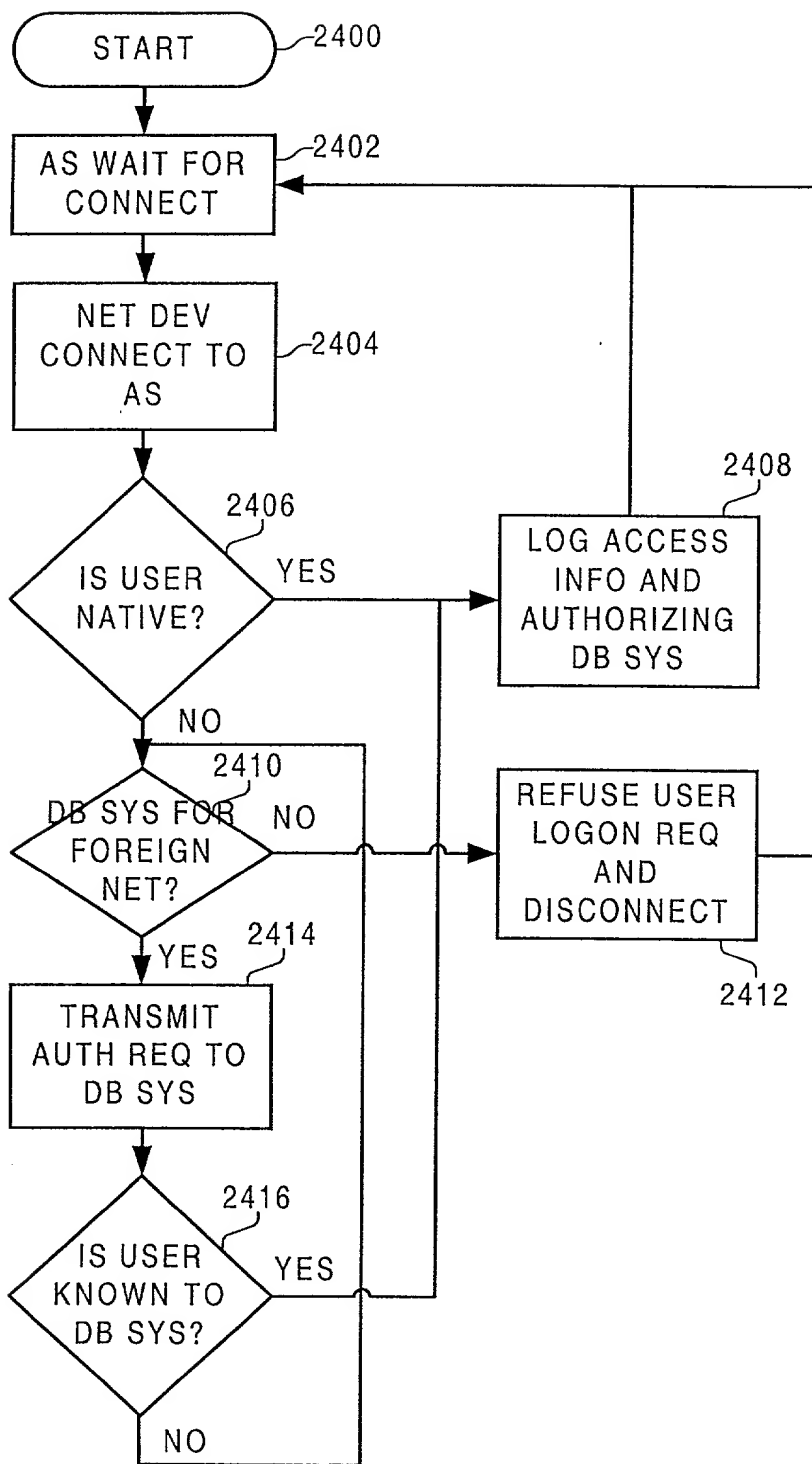 START
2400
AS WAIT FOR
CONNECT
2402
NET DEV
CONNECT TO
AS
2404
2406
IS USER
NATIVE?
YES
NO
2408
LOG ACCESS
INFO AND
AUTHORIZING
DB SYS
2410
DB SYS FOR
FOREIGN
NET?
NO
YES
REFUSE USER
LOGON REQ
AND
DISCONNECT
2412
2414
TRANSMIT
AUTH REQ TO
DB SYS
2416
IS USER
KNOWN TO
DB SYS?
YES
NO